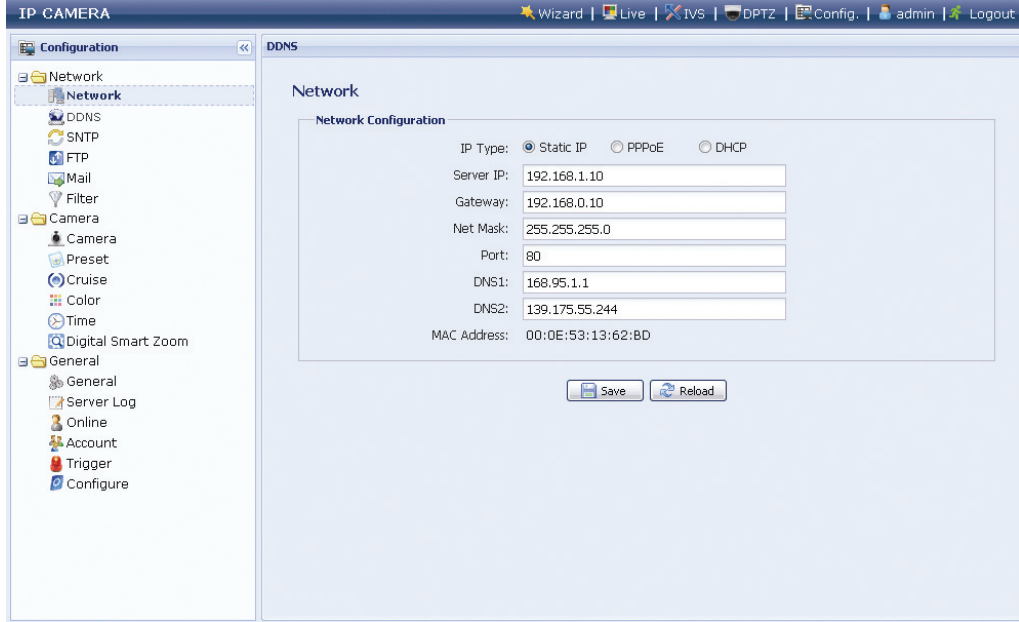 IP CAMERA
Wizard | Live | IVS | DPTZ | Config. | admin | Logout
Configuration
Network
Network
DDNS
SNTP
FTP
Mail
Filter
Camera
Camera
Preset
Cruise
Color
Time
Digital Smart Zoom
General
General
Server Log
Online
Account
Trigger
Configure
DDNS
Network
Network Configuration
IP Type: Static IP PPPoE DHCP
Server IP: 192.168.1.10
Gateway: 192.168.0.10
Net Mask: 255.255.255.0
Port: 80
DNS1: 168.95.1.1
DNS2: 139.175.55.244
MAC Address: 00:0E:53:13:62:BD
Save Reload